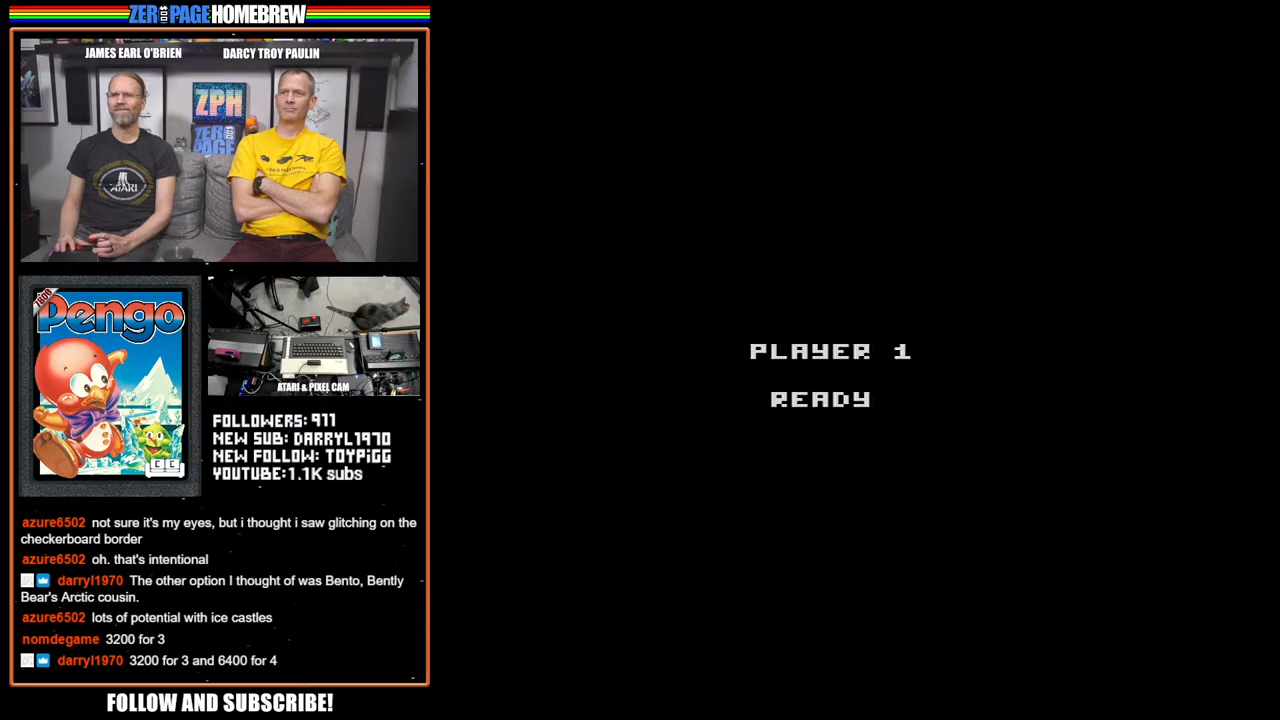 ZER PAGE HOMEBREW
JAMES EARL O'BRIEN
DARCY TROY PAULIN
ZPH
ZERO
PAGE
ATARI
7800
Pengo
ATARI & PIXEL CAM
FOLLOWERS: 911
NEW SUB: DARRYL1970
NEW FOLLOW: TOYPIGG
YOUTUBE: 1.1K subs
azure6502 not sure it's my eyes, but i thought i saw glitching on the
checkerboard border
azure6502 oh. that's intentional
darryl1970 The other option I thought of was Bento, Bently
Bear's Arctic cousin.
azure6502 lots of potential with ice castles
nomdegame 3200 for 3
darryl1970 3200 for 3 and 6400 for 4
FOLLOW AND SUBSCRIBE!
PLAYER 1
READY